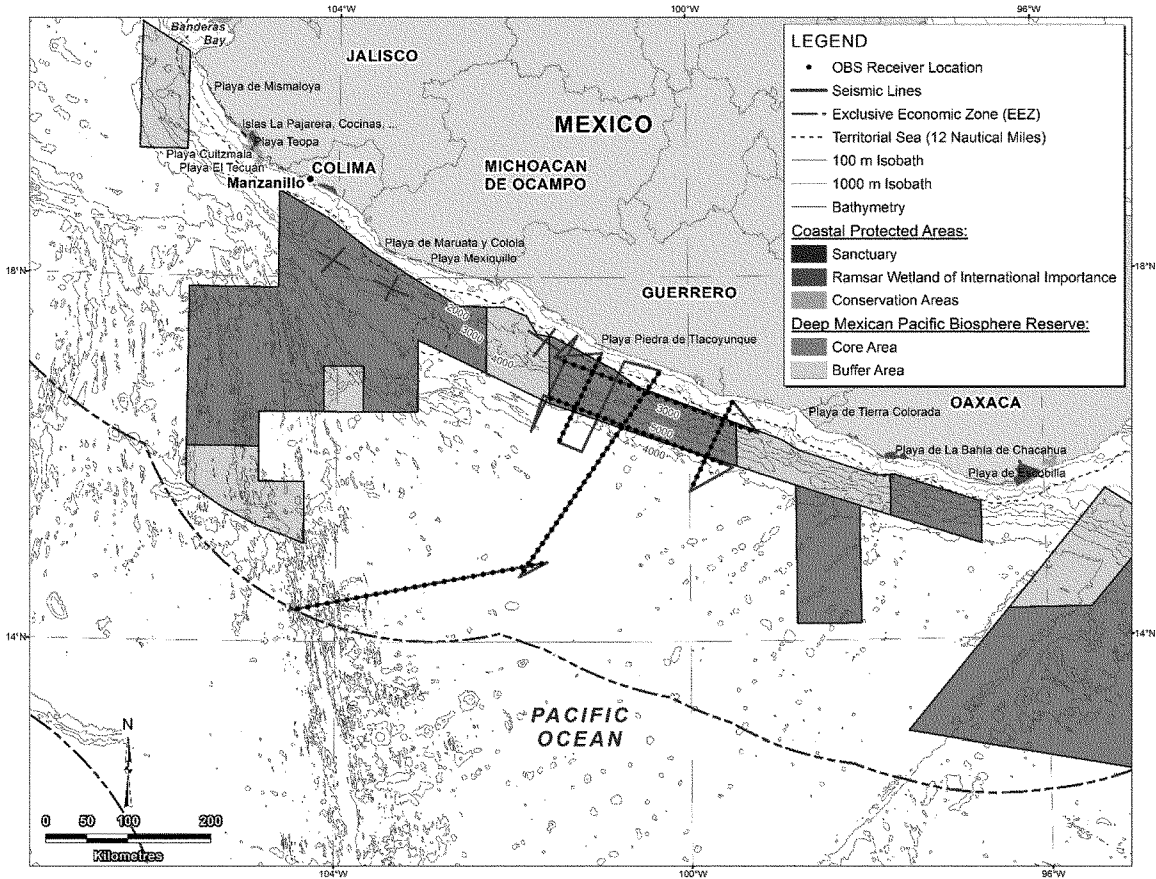 104°W
100°W
96°W
Banderas
Bay
JALISCO
Playa de Mismaloya
Islas La Pajarera, Cocinas, ...
Playa Teopa
Playa Cuitzmala
Playa El Tecuan
COLIMA
Manzanillo
MEXICO
MICHOACAN
DE OCAMPO
Playa de Maruata y Colola
Playa Mexiquillo
18°N
18°N
GUERRERO
Playa Piedra de Tlacoyunque
2000
3000
4000
3000
5000
4000
Playa de Tierra Colorada
OAXACA
Playa de La Bahia de Chacahua
Playa de Escobilla
14°N
14°N
PACIFIC
OCEAN
N
0 50 100 200
Kilometres
104°W
100°W
96°W
LEGEND
OBS Receiver Location
Seismic Lines
Exclusive Economic Zone (EEZ)
Territorial Sea (12 Nautical Miles)
100 m Isobath
1000 m Isobath
Bathymetry
Coastal Protected Areas:
Sanctuary
Ramsar Wetland of International Importance
Conservation Areas
Deep Mexican Pacific Biosphere Reserve:
Core Area
Buffer Area